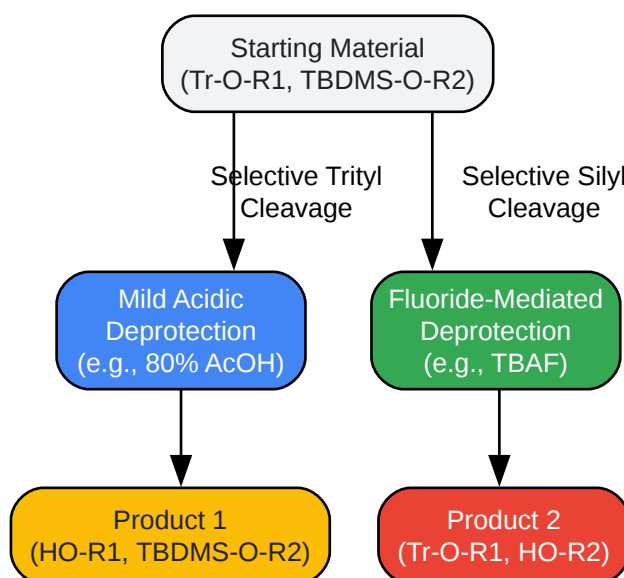 Starting Material
(Tr-O-R1, TBDMS-O-R2)
Selective Trityl
Cleavage
Selective Silyl
Cleavage
Mild Acidic
Deprotection
(e.g., 80% AcOH)
Fluoride-Mediated
Deprotection
(e.g., TBAF)
Product 1
(HO-R1, TBDMS-O-R2)
Product 2
(Tr-O-R1, HO-R2)